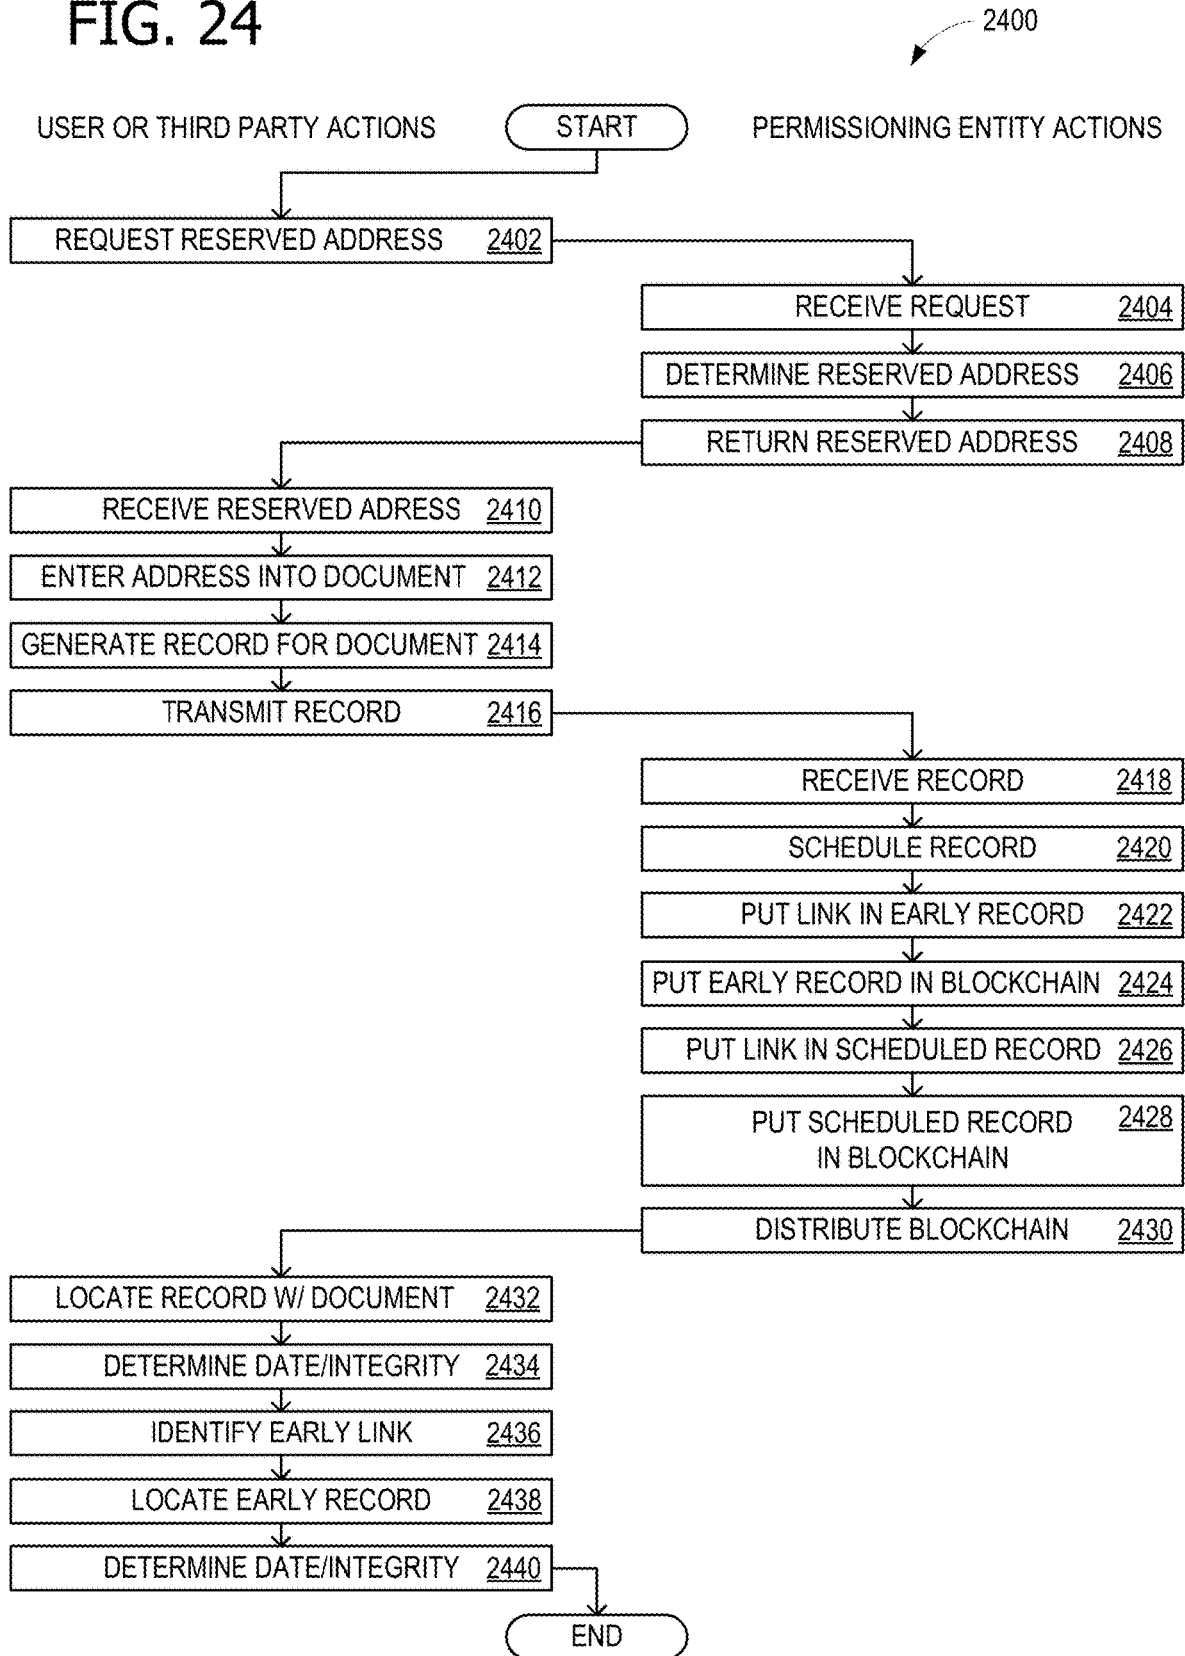 FIG. 24
2400
USER OR THIRD PARTY ACTIONS
START
PERMISSIONING ENTITY ACTIONS
REQUEST RESERVED ADDRESS 2402
RECEIVE REQUEST 2404
DETERMINE RESERVED ADDRESS 2406
RETURN RESERVED ADDRESS 2408
RECEIVE RESERVED ADRESS 2410
ENTER ADDRESS INTO DOCUMENT 2412
GENERATE RECORD FOR DOCUMENT 2414
TRANSMIT RECORD 2416
RECEIVE RECORD 2418
SCHEDULE RECORD 2420
PUT LINK IN EARLY RECORD 2422
PUT EARLY RECORD IN BLOCKCHAIN 2424
PUT LINK IN SCHEDULED RECORD 2426
PUT SCHEDULED RECORD 2428
IN BLOCKCHAIN
DISTRIBUTE BLOCKCHAIN 2430
LOCATE RECORD W/ DOCUMENT 2432
DETERMINE DATE/INTEGRITY 2434
IDENTIFY EARLY LINK 2436
LOCATE EARLY RECORD 2438
DETERMINE DATE/INTEGRITY 2440
END